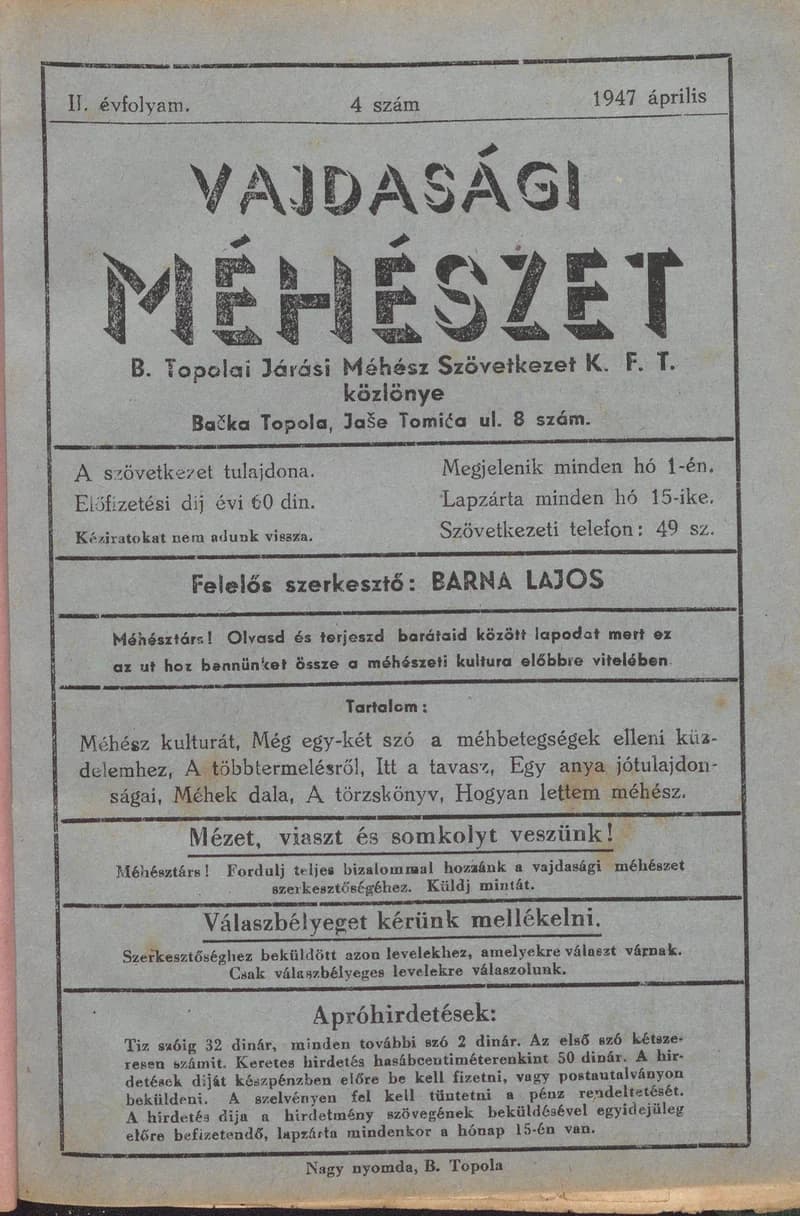 II. évfolyam. 4 szám 1947 április
VAJDASÁGI
MÉHÉSZET
B. Topolai Járási Méhész Szövetkezet K. F. T.
közlönye
Bačka Topola, Jaše Tomića ul. 8 szám.
A szövetkezet tulajdona.
Előfizetési díj évi 60 din.
Kéziratokat nem adunk vissza.
Megjelenik minden hó 1-én.
Lapzárta minden hó 15-ike.
Szövetkezeti telefon: 49 sz.
Felelős szerkesztő: BARNA LAJOS
Méhésztárs! Olvasd és terjeszd barátaid között lapodat mert ez
az ut hoz bennünket össze a méhészeti kultura előbbre vitelében
Tartalom:
Méhész kulturát, Még egy-két szó a méhbetegségek elleni küz-
delemhez, A többtermelésről, Itt a tavasz, Egy anya jótulajdon-
ságai, Méhek dala, A törzskönyv, Hogyan lettem méhész.
Mézet, viaszt és somkolyt veszünk!
Méhésztárs! Fordulj teljes bizalommal hozzánk a vajdasági méhészet
szerkesztőségéhez. Küldj mintát.
Válaszbélyeget kérünk mellékelni.
Szerkesztőséghez beküldött azon levelekhez, amelyekre választ várnak.
Csak válaszbélyeges levelekre válaszolunk.
Apróhirdetések:
Tiz szóig 32 dinár, minden további szó 2 dinár. Az első szó kétsze-
resen számit. Keretes hirdetés hasábcentiméterenkint 50 dinár. A hir-
detések diját készpénzben előre be kell fizetni, vagy postautalványon
beküldeni. A szelvényen fel kell tüntetni a pénz rendeltetését.
A hirdetés dija a hirdetmény szövegének beküldésével egyidejüleg
előre befizetendő, lapzárta mindenkor a hónap 15-én van.
Nagy nyomda, B. Topola